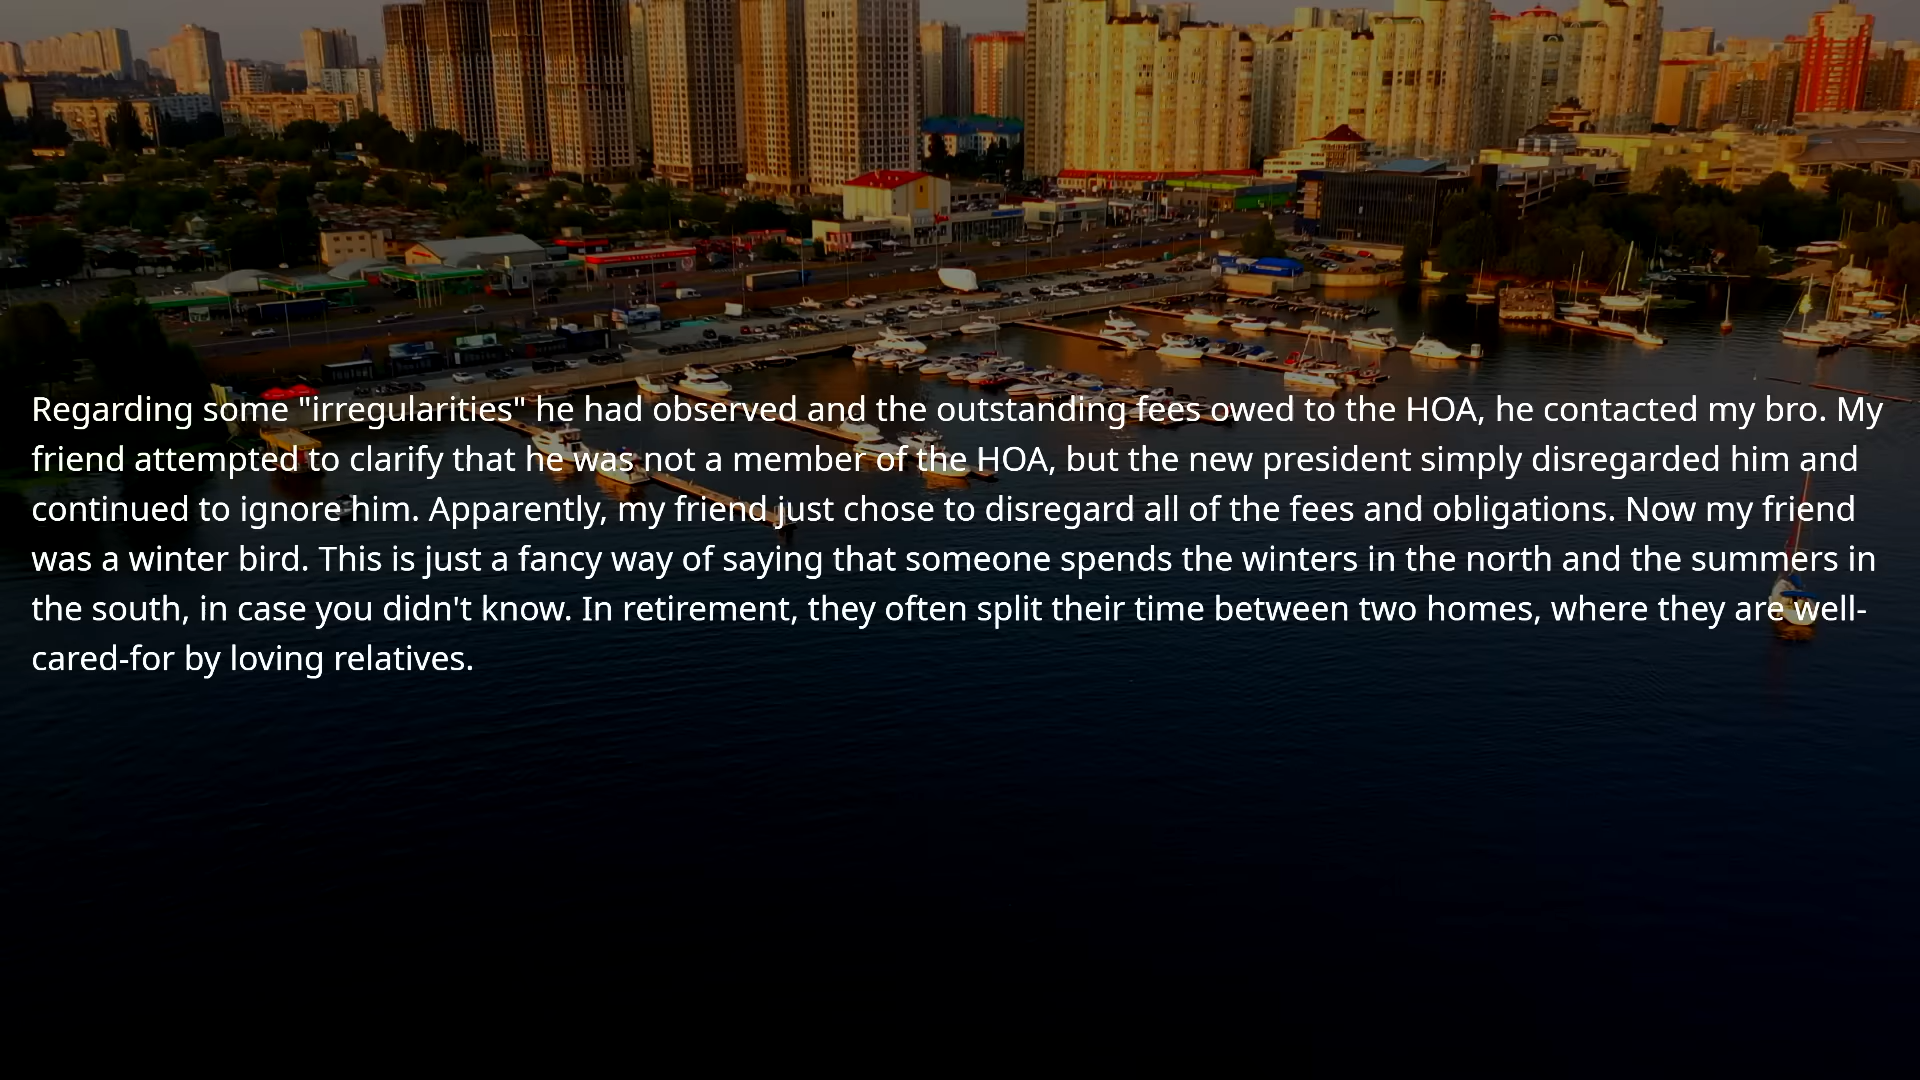 Regarding some "irregularities" he had observed and the outstanding fees owed to the HOA, he contacted my bro. My
friend attempted to clarify that he was not a member of the HOA, but the new president simply disregarded him and
continued to ignore him. Apparently, my friend just chose to disregard all of the fees and obligations. Now my friend
was a winter bird. This is just a fancy way of saying that someone spends the winters in the north and the summers in
the south, in case you didn't know. In retirement, they often split their time between two homes, where they are well-
cared-for by loving relatives.